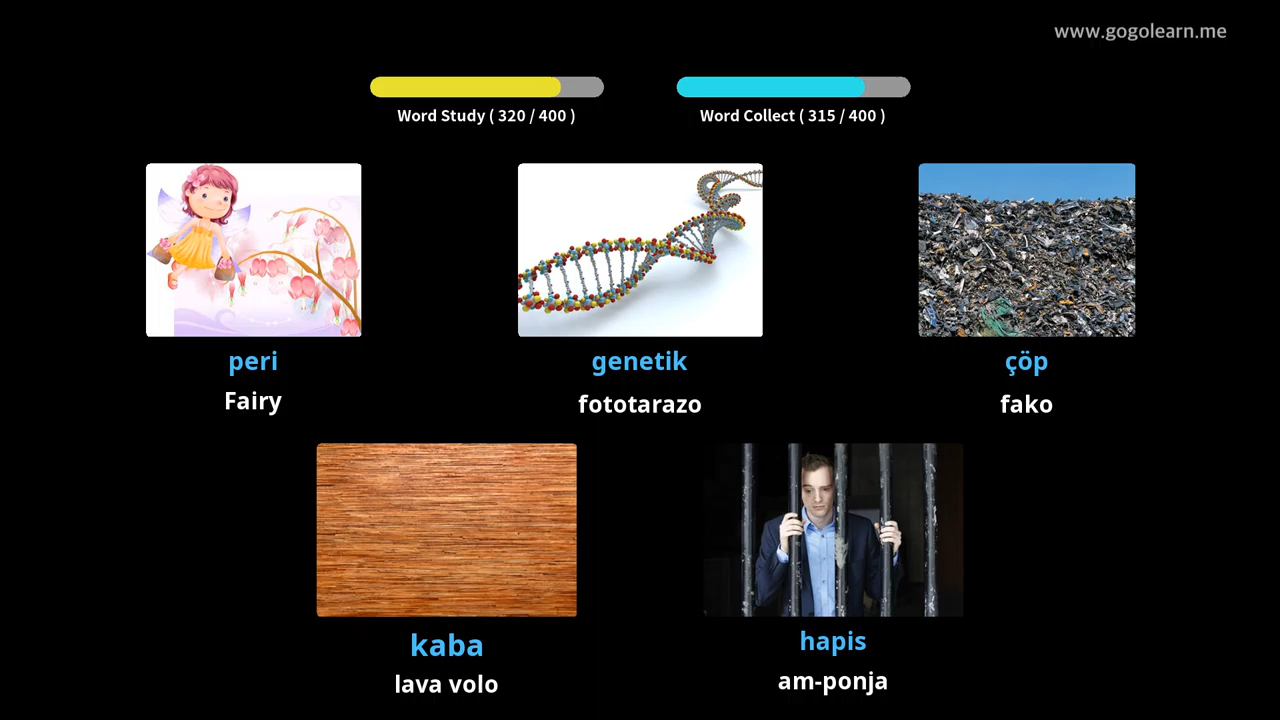 www.gogolearn.me
Word Study ( 320 / 400 )
Word Collect ( 315 / 400 )
peri
genetik
çöp
Fairy
fototarazo
fako
kaba
hapis
lava volo
am-ponja